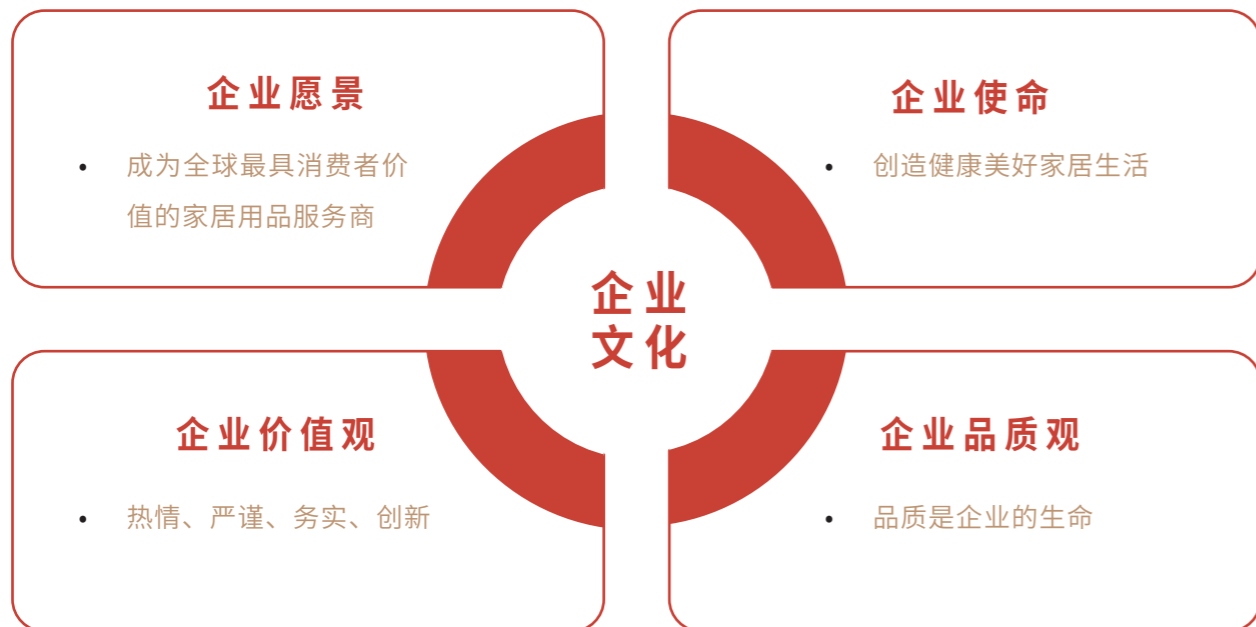 企业愿景
• 成为全球最具消费者价
值的家居用品服务商
企业使命
• 创造健康美好家居生活
企业
文化
企业价值观
• 热情、严谨、务实、创新
企业品质观
• 品质是企业的生命